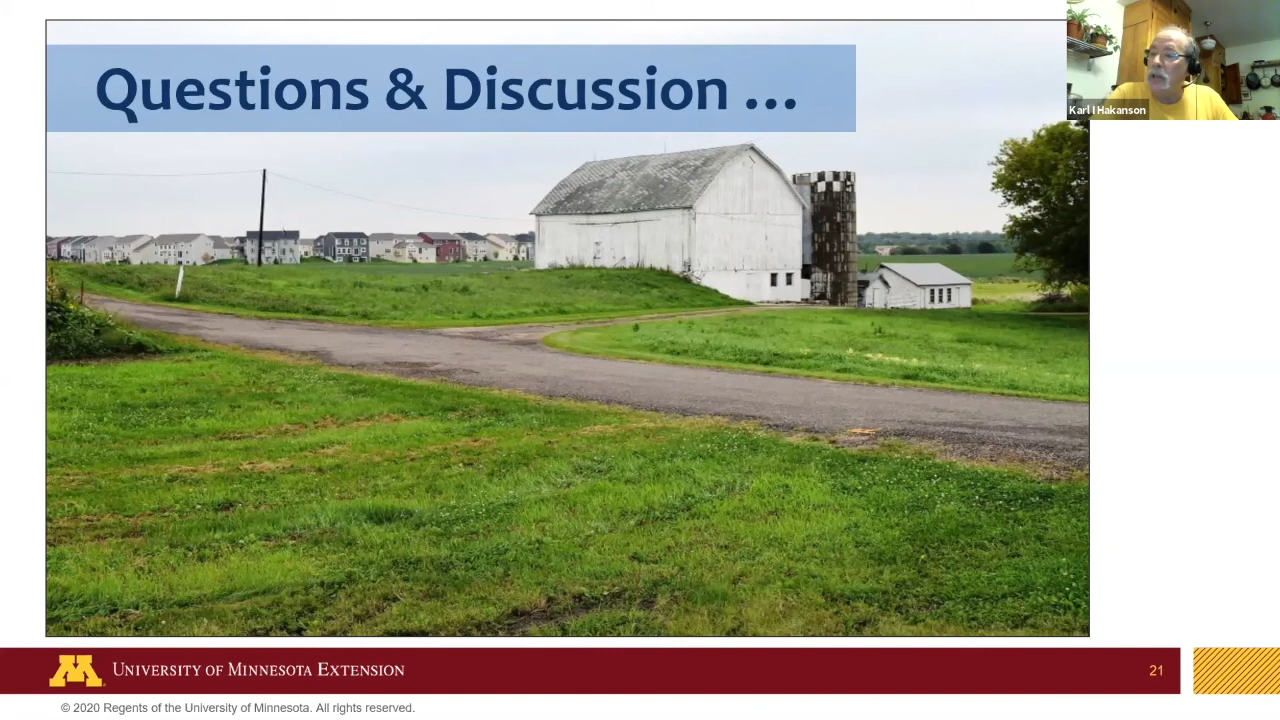 Questions & Discussion ...
Karl I Hakanson
UNIVERSITY OF MINNESOTA EXTENSION
21
© 2020 Regents of the University of Minnesota. All rights reserved.